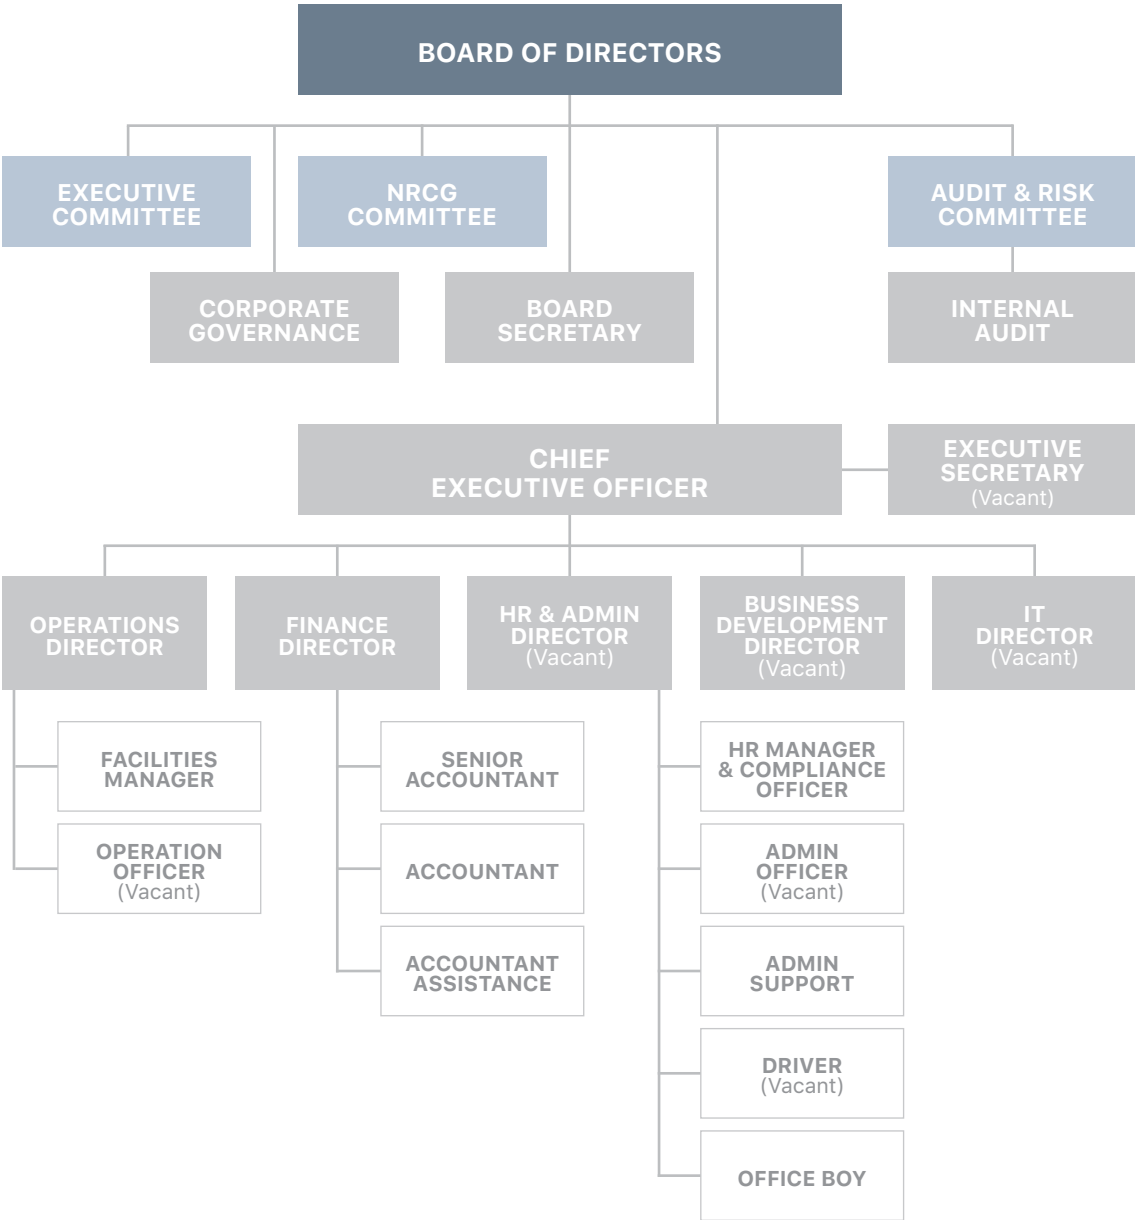 BOARD OF DIRECTORS
EXECUTIVE
COMMITTEE
NRCG
COMMITTEE
AUDIT & RISK
COMMITTEE
CORPORATE
GOVERNANCE
BOARD
SECRETARY
INTERNAL
AUDIT
CHIEF
EXECUTIVE OFFICER
EXECUTIVE
SECRETARY
(Vacant)
OPERATIONS
DIRECTOR
FINANCE
DIRECTOR
HR & ADMIN
DIRECTOR
(Vacant)
BUSINESS
DEVELOPMENT
DIRECTOR
(Vacant)
IT
DIRECTOR
(Vacant)
FACILITIES
MANAGER
OPERATION
OFFICER
(Vacant)
SENIOR
ACCOUNTANT
ACCOUNTANT
ACCOUNTANT
ASSISTANCE
HR MANAGER
& COMPLIANCE
OFFICER
ADMIN
OFFICER
(Vacant)
ADMIN
SUPPORT
DRIVER
(Vacant)
OFFICE BOY